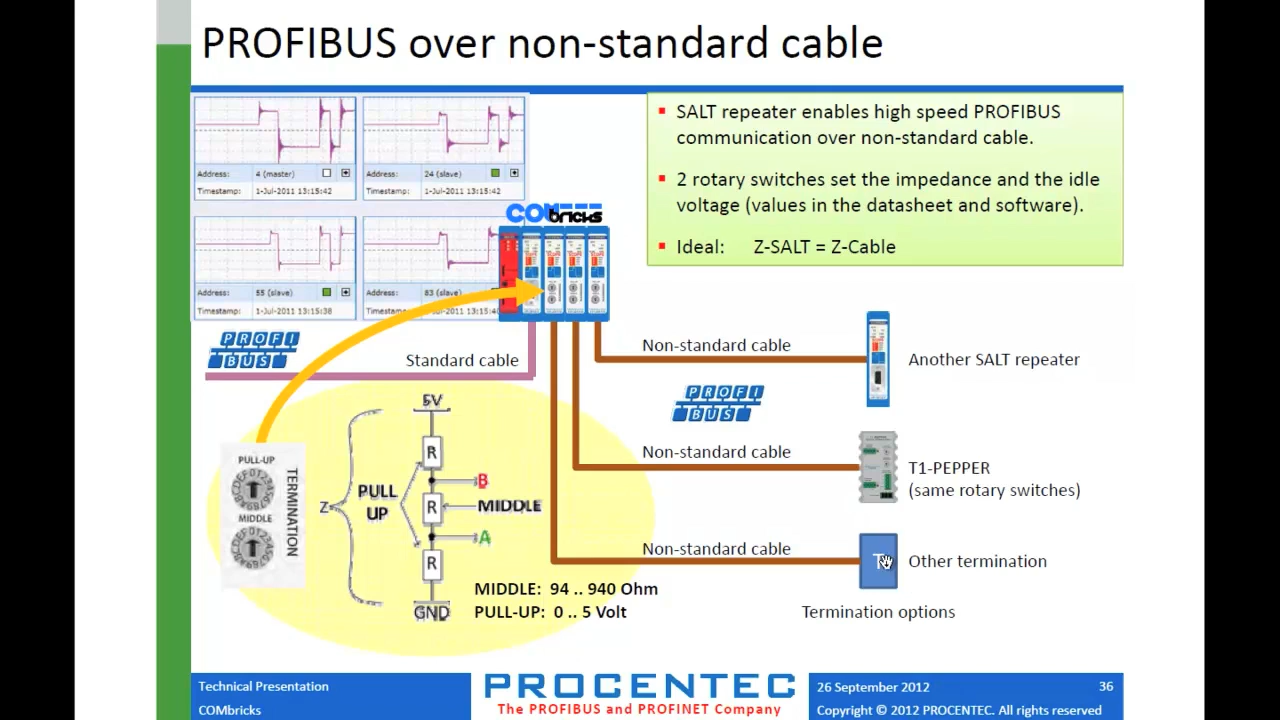 PROFIBUS over non-standard cable
Address: 4 (master)
Timestamp: 1-Jul-2011 13:15:42
Address: 24 (slave)
Timestamp: 1-Jul-2011 13:15:42
Address: 55 (slave)
Timestamp: 1-Jul-2011 13:15:38
Address: 83 (slave)
Timestamp:
SALT repeater enables high speed PROFIBUS
communication over non-standard cable.
2 rotary switches set the impedance and the idle
voltage (values in the datasheet and software).
Ideal: Z-SALT = Z-Cable
COMbricks
PROFI
BUS
Standard cable
Non-standard cable
Another SALT repeater
PROFI
BUS
Non-standard cable
T1-PEPPER
(same rotary switches)
Non-standard cable
Other termination
Termination options
PULL-UP
MIDDLE
TERMINATION
Z
PULL
UP
5V
R
B
R
MIDDLE
A
R
GND
MIDDLE: 94 .. 940 Ohm
PULL-UP: 0 .. 5 Volt
Technical Presentation
COMbricks
PROCENTEC
The PROFIBUS and PROFINET Company
26 September 2012
36
Copyright © 2012 PROCENTEC. All rights reserved